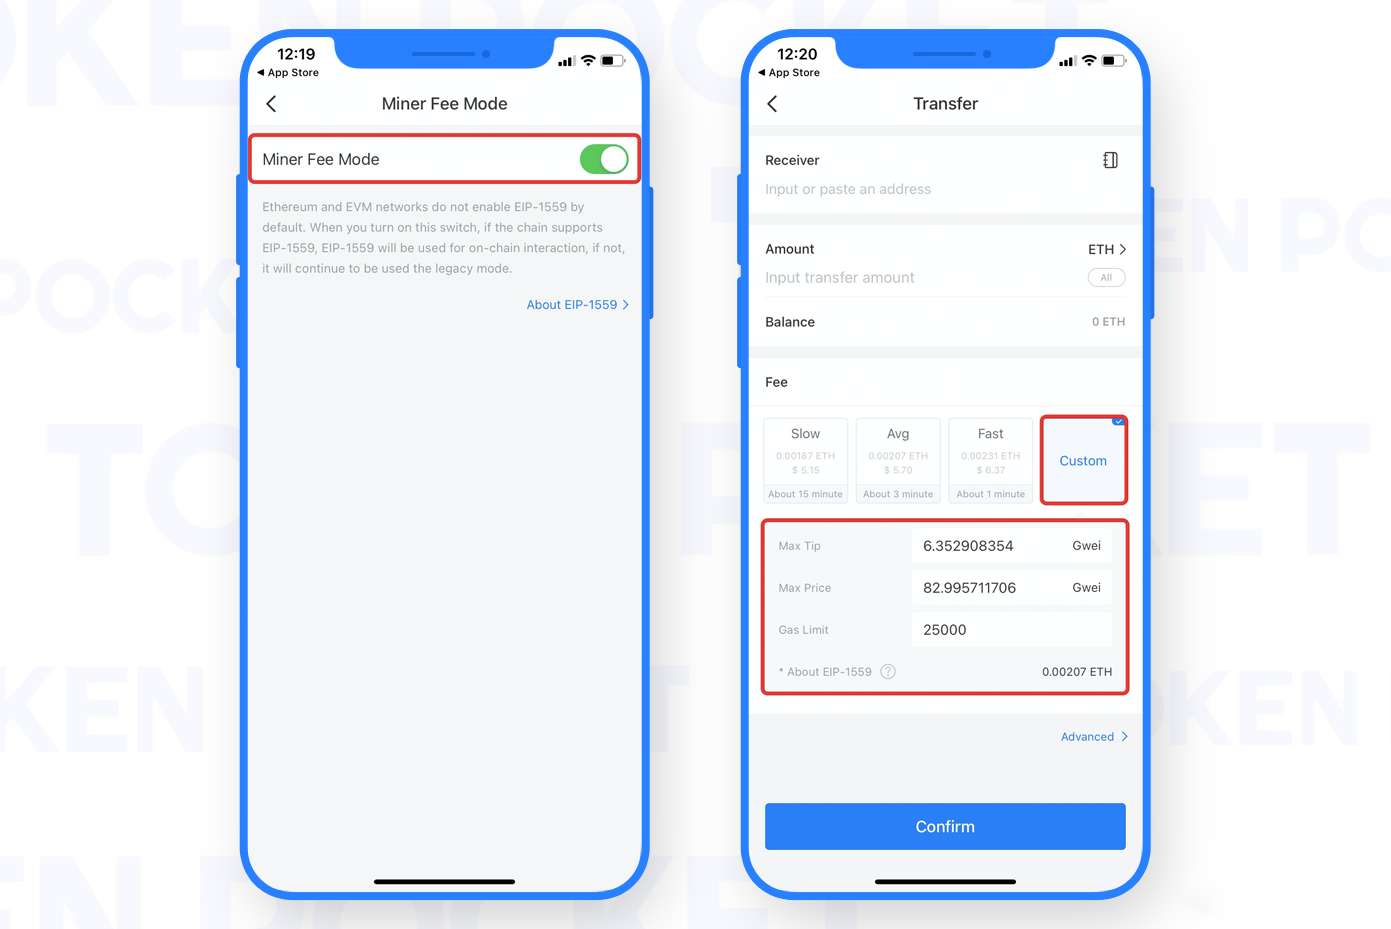 TOKEN POCKET
12:19
App Store
Miner Fee Mode
Miner Fee Mode
Ethereum and EVM networks do not enable EIP-1559 by
default. When you turn on this switch, if the chain supports
EIP-1559, EIP-1559 will be used for on-chain interaction, if not,
it will continue to be used the legacy mode.
About EIP-1559
12:20
App Store
Transfer
Receiver
Input or paste an address
Amount
ETH
Input transfer amount
All
Balance
0 ETH
Fee
Slow
0.00187 ETH
$ 5.15
About 15 minute
Avg
0.00207 ETH
$ 5.70
About 3 minute
Fast
0.00231 ETH
$ 6.37
About 1 minute
Custom
Max Tip
6.352908354
Gwei
Max Price
82.995711706
Gwei
Gas Limit
25000
* About EIP-1559
?
0.00207 ETH
Advanced
Confirm